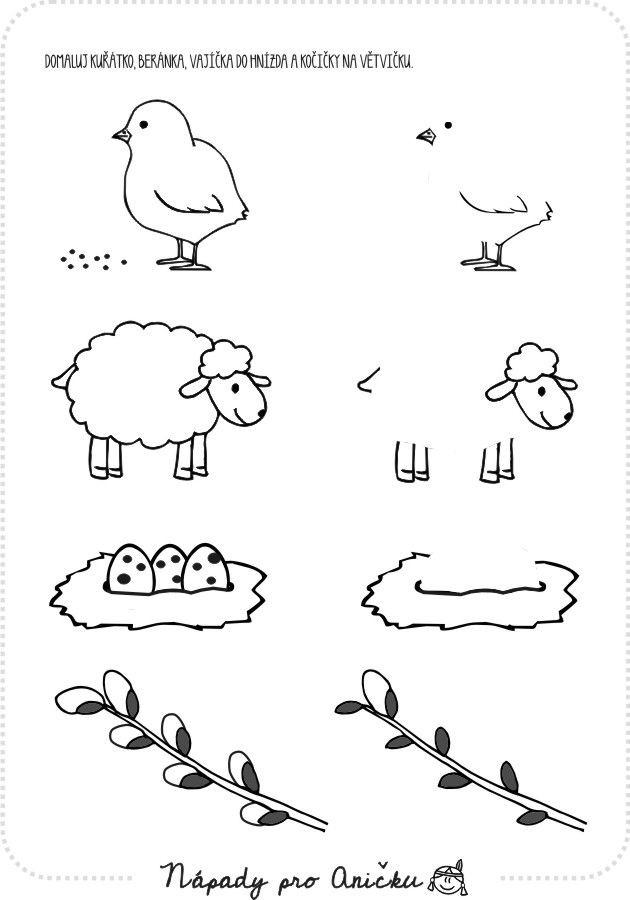 DOMALUJ KUŘÁTKO, BERÁNKA, VAJÍČKA DO HNÍZDA A KOČIČKY NA VĚTVIČKU.
Nápady pro Aničku